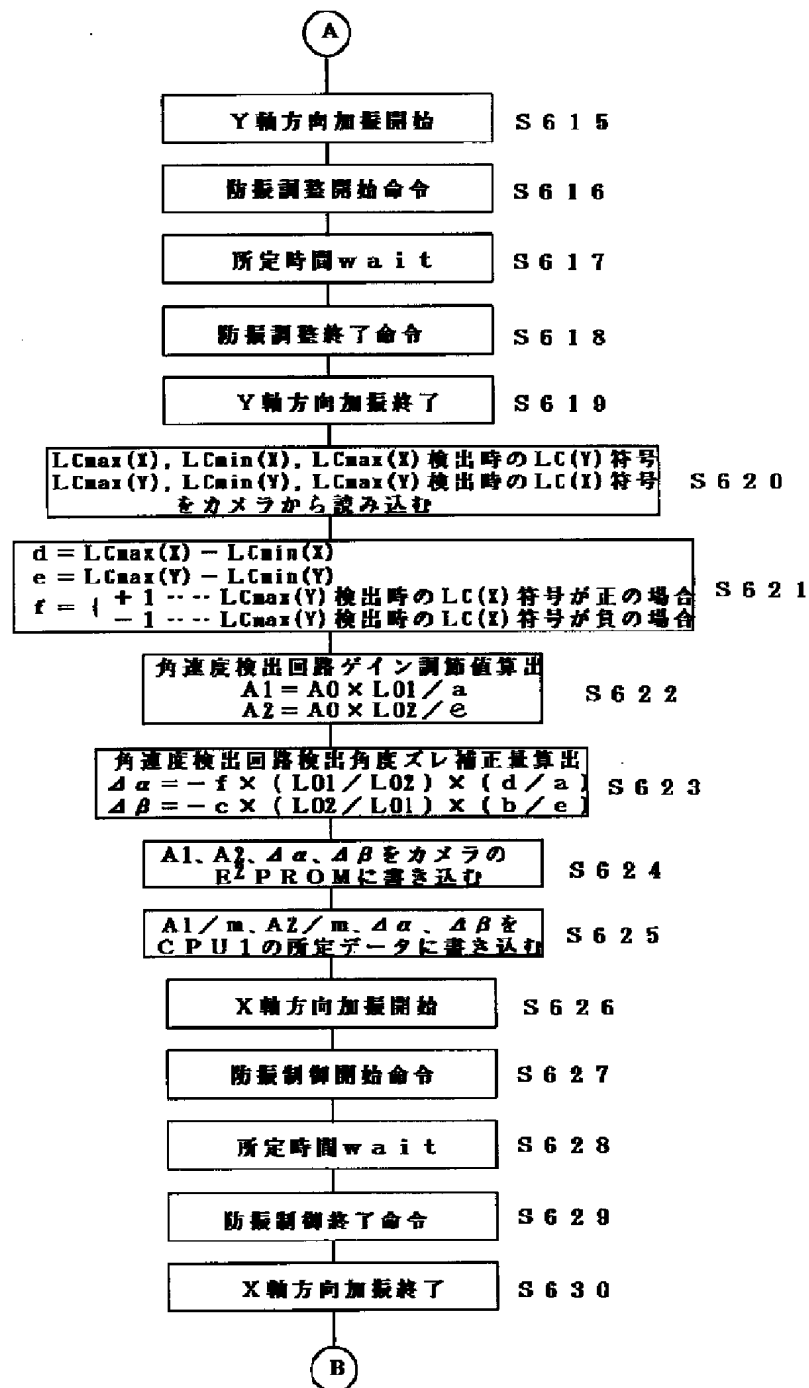 A
Y軸方向加振開始 S615
防振調整開始命令 S616
所定時間wait S617
防振調整終了命令 S618
Y軸方向加振終了 S619
LCmax(X), LCmin(X), LCmax(X)検出時のLC(Y)符号
LCmax(Y), LCmin(Y), LCmax(Y)検出時のLC(X)符号
をカメラから読み込む S620
d=LCmax(X)-LCmin(X)
e=LCmax(Y)-LCmin(Y)
f={ +1‥‥LCmax(Y)検出時のLC(X)符号が正の場合
-1‥‥LCmax(Y)検出時のLC(X)符号が負の場合 S621
角速度検出回路ゲイン調節値算出
A1=A0×L01/a
A2=A0×L02/e S622
角速度検出回路検出角度ズレ補正量算出
Δα=-f×(L01/L02)×(d/a)
Δβ=-c×(L02/L01)×(b/e) S623
A1、A2、Δα、Δβをカメラの
E²PROMに書き込む S624
A1/m、A2/m、Δα、Δβを
CPU1の所定データに書き込む S625
X軸方向加振開始 S626
防振制御開始命令 S627
所定時間wait S628
防振制御終了命令 S629
X軸方向加振終了 S630
B